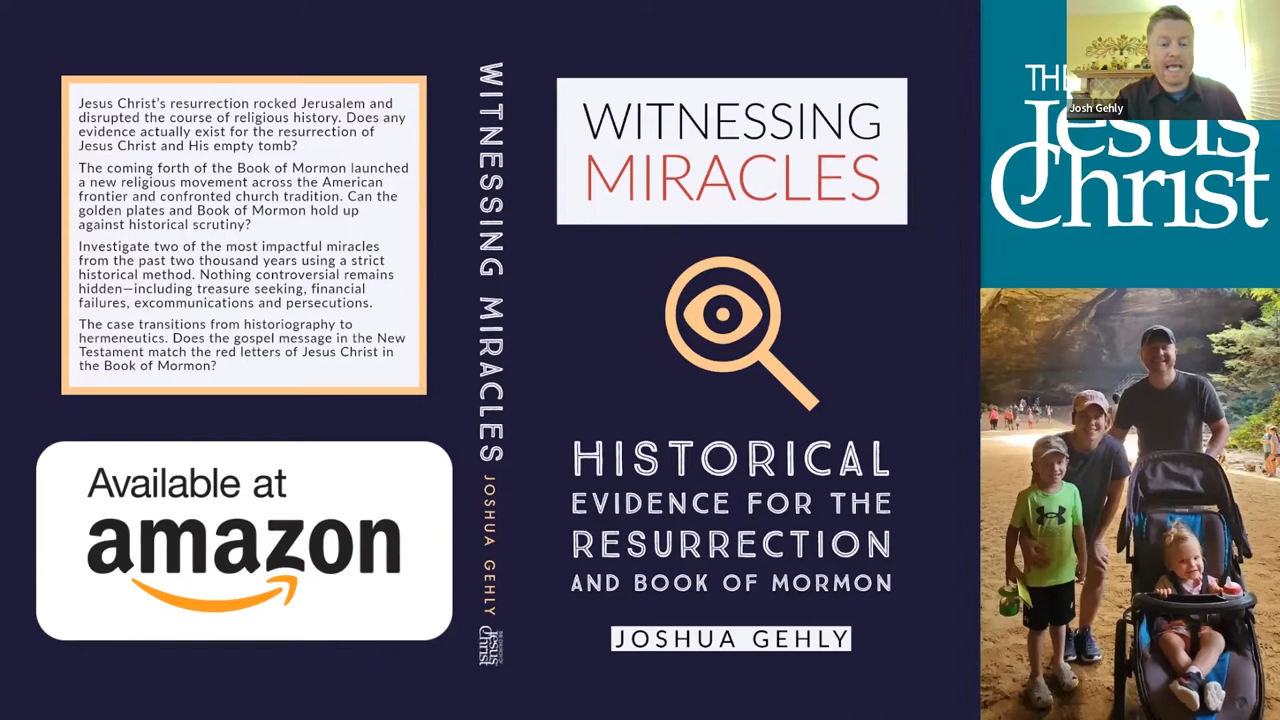 Jesus Christ's resurrection rocked Jerusalem and
disrupted the course of religious history. Does any
evidence actually exist for the resurrection of
Jesus Christ and His empty tomb?
The coming forth of the Book of Mormon launched
a new religious movement across the American
frontier and confronted church tradition. Can the
golden plates and Book of Mormon hold up
against historical scrutiny?
Investigate two of the most impactful miracles
from the past two thousand years using a strict
historical method. Nothing controversial remains
hidden—including treasure seeking, financial
failures, excommunications and persecutions.
The case transitions from historiography to
hermeneutics. Does the gospel message in the New
Testament match the red letters of Jesus Christ in
the Book of Mormon?
Available at
amazon
WITNESSING MIRACLES JOSHUA GEHLY
Jesus
Christ
WITNESSING
MIRACLES
HISTORICAL
EVIDENCE FOR THE
RESURRECTION
AND BOOK OF MORMON
JOSHUA GEHLY
THE
Jesus
Christ
Josh Gehly